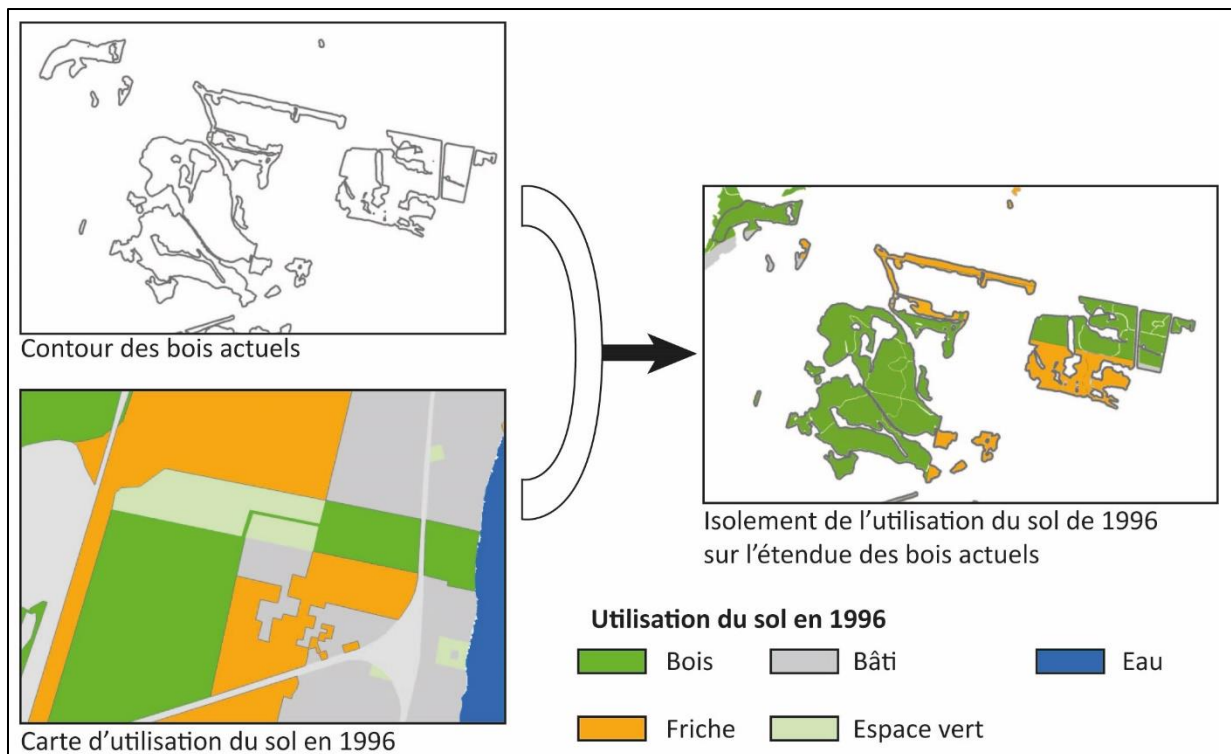 Contour des bois actuels
Carte d'utilisation du sol en 1996
Isolement de l'utilisation du sol de 1996
sur l'étendue des bois actuels
Utilisation du sol en 1996
Bois
Bâti
Eau
Friche
Espace vert